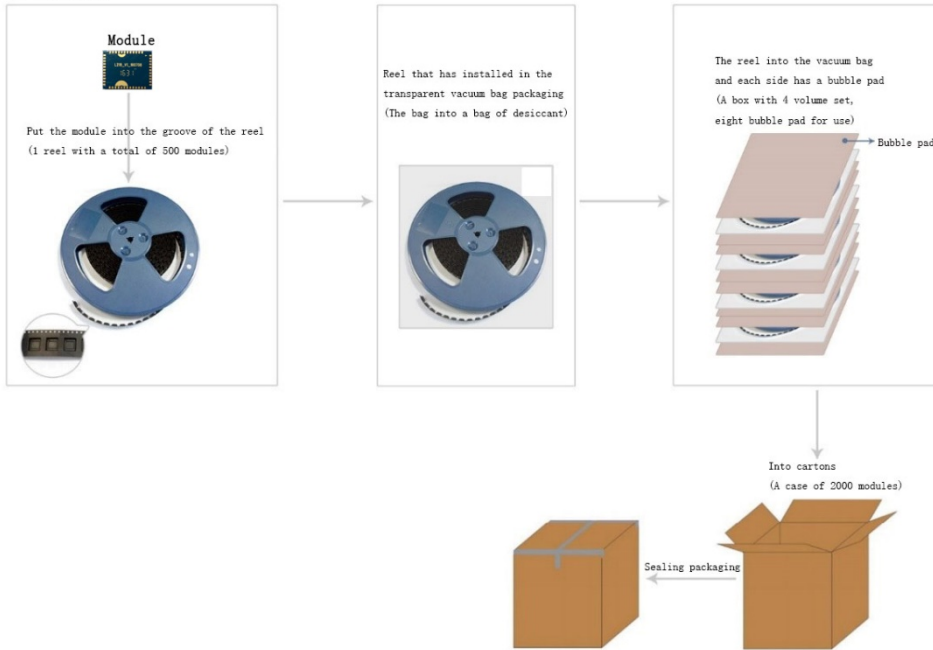 Module
Put the module into the groove of the reel
(1 reel with a total of 500 modules)
Reel that has installed in the
transparent vacuum bag packaging
(The bag into a bag of desiccant)
The reel into the vacuum bag
and each side has a bubble pad
(A box with 4 volume set,
eight bubble pad for use)
Bubble pad
Into cartons
(A case of 2000 modules)
Sealing packaging